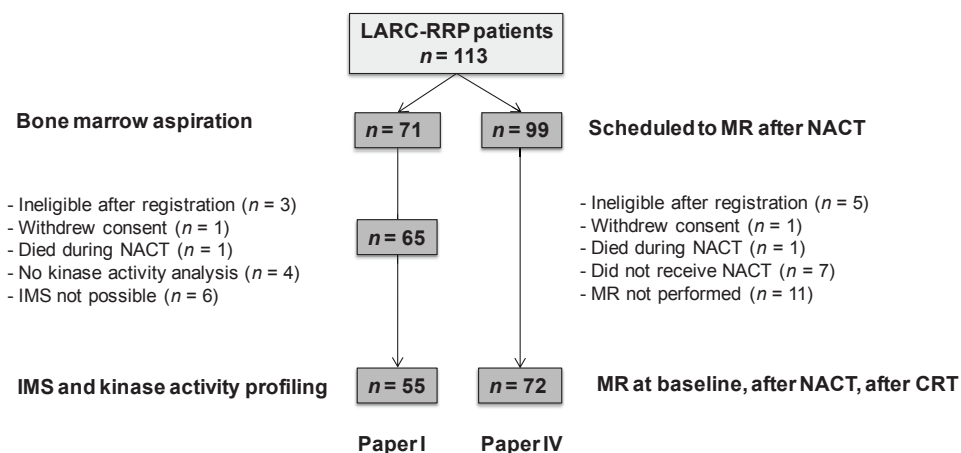 LARC-RRP patients
n = 113
Bone marrow aspiration
n = 71
n = 99
Scheduled to MR after NACT
- Ineligible after registration (n = 3)
- Withdrew consent (n = 1)
- Died during NACT (n = 1)
- No kinase activity analysis (n = 4)
- IMS not possible (n = 6)
n = 65
- Ineligible after registration (n = 5)
- Withdrew consent (n = 1)
- Died during NACT (n = 1)
- Did not receive NACT (n = 7)
- MR not performed (n = 11)
IMS and kinase activity profiling
n = 55
n = 72
MR at baseline, after NACT, after CRT
Paper I
Paper IV